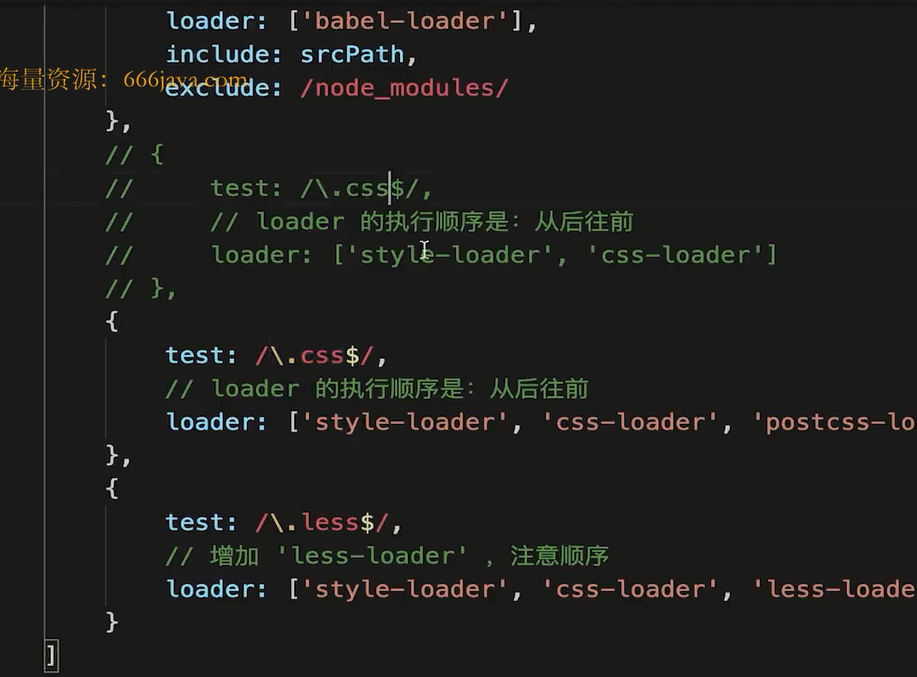 loader: ['babel-loader'],
include: srcPath,
海量资源：666java.com
exclude: /node_modules/
},
// {
//     test: /\.css$/,
//     // loader 的执行顺序是：从后往前
//     loader: ['style-loader', 'css-loader']
// },
{
test: /\.css$/,
// loader 的执行顺序是：从后往前
loader: ['style-loader', 'css-loader', 'postcss-lo
},
{
test: /\.less$/,
// 增加 'less-loader' ，注意顺序
loader: ['style-loader', 'css-loader', 'less-loade
}
]